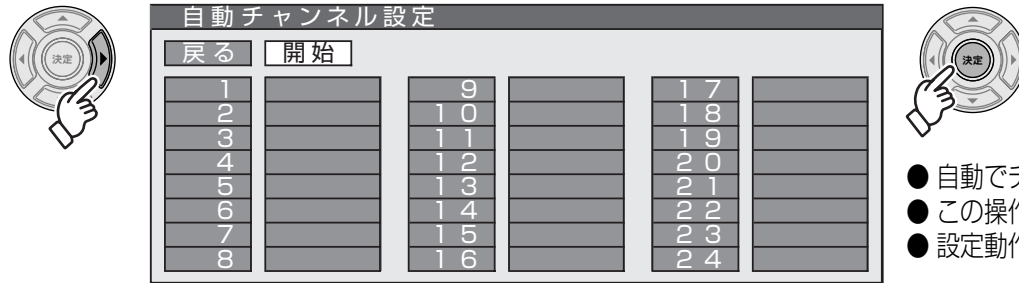 自動チャンネル設定
決定
戻る 開始
決定
1 9 17
2 10 18
3 11 19
4 12 20
5 13 21
6 14 22
7 15 23
8 16 24
● 自動でチ
● この操作
● 設定動作